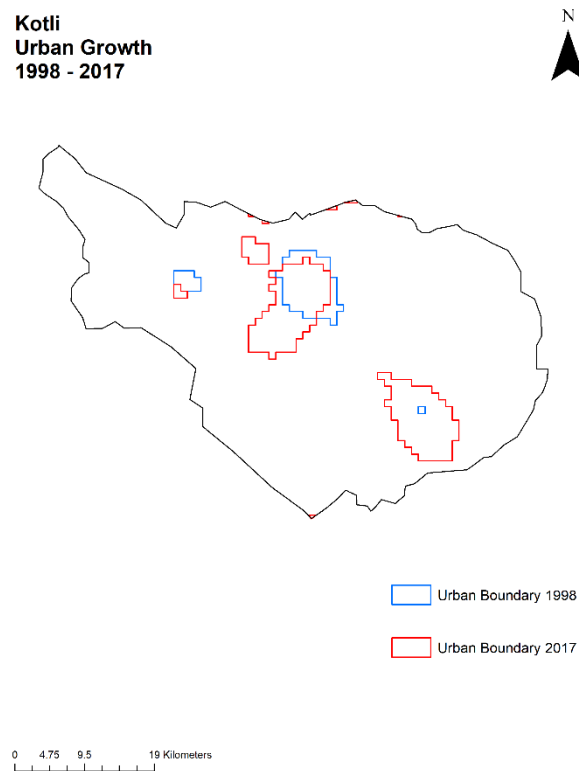 Kotli
Urban Growth
1998 - 2017
N
Urban Boundary 1998
Urban Boundary 2017
0 4.75 9.5 19 Kilometers